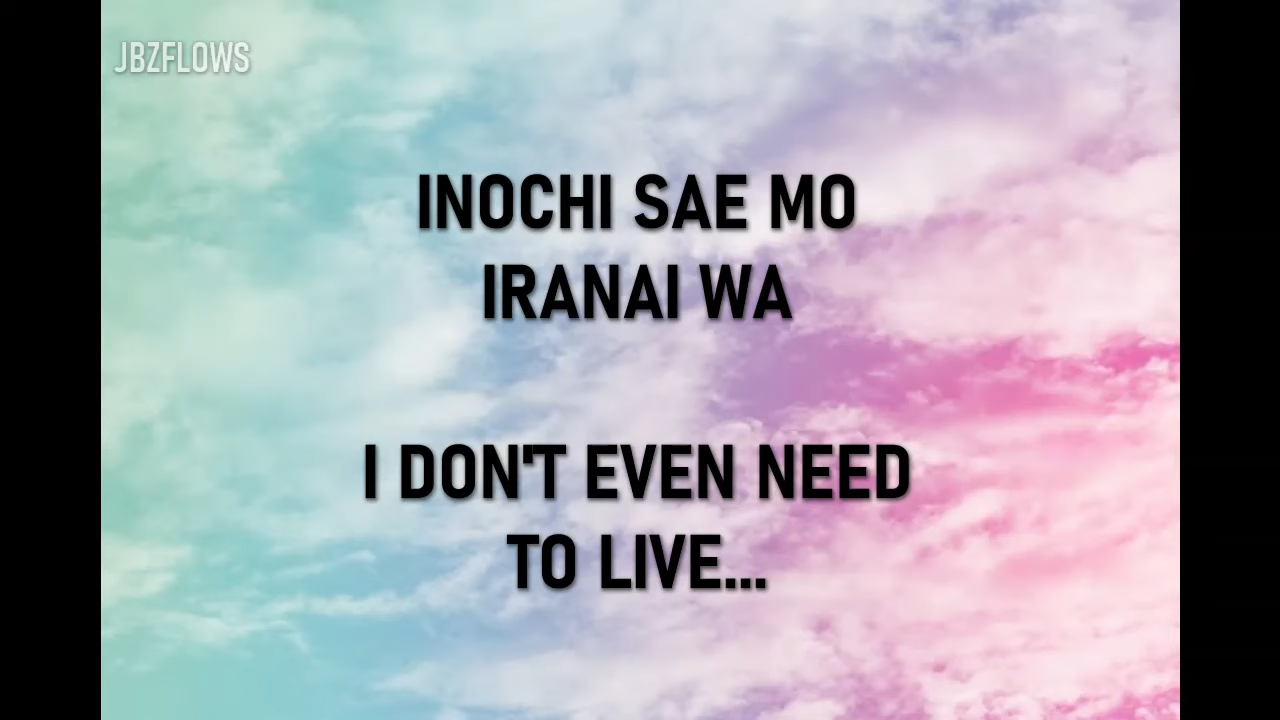 JBZFLOWS
INOCHI SAE MO
IRANAI WA
I DON'T EVEN NEED
TO LIVE...